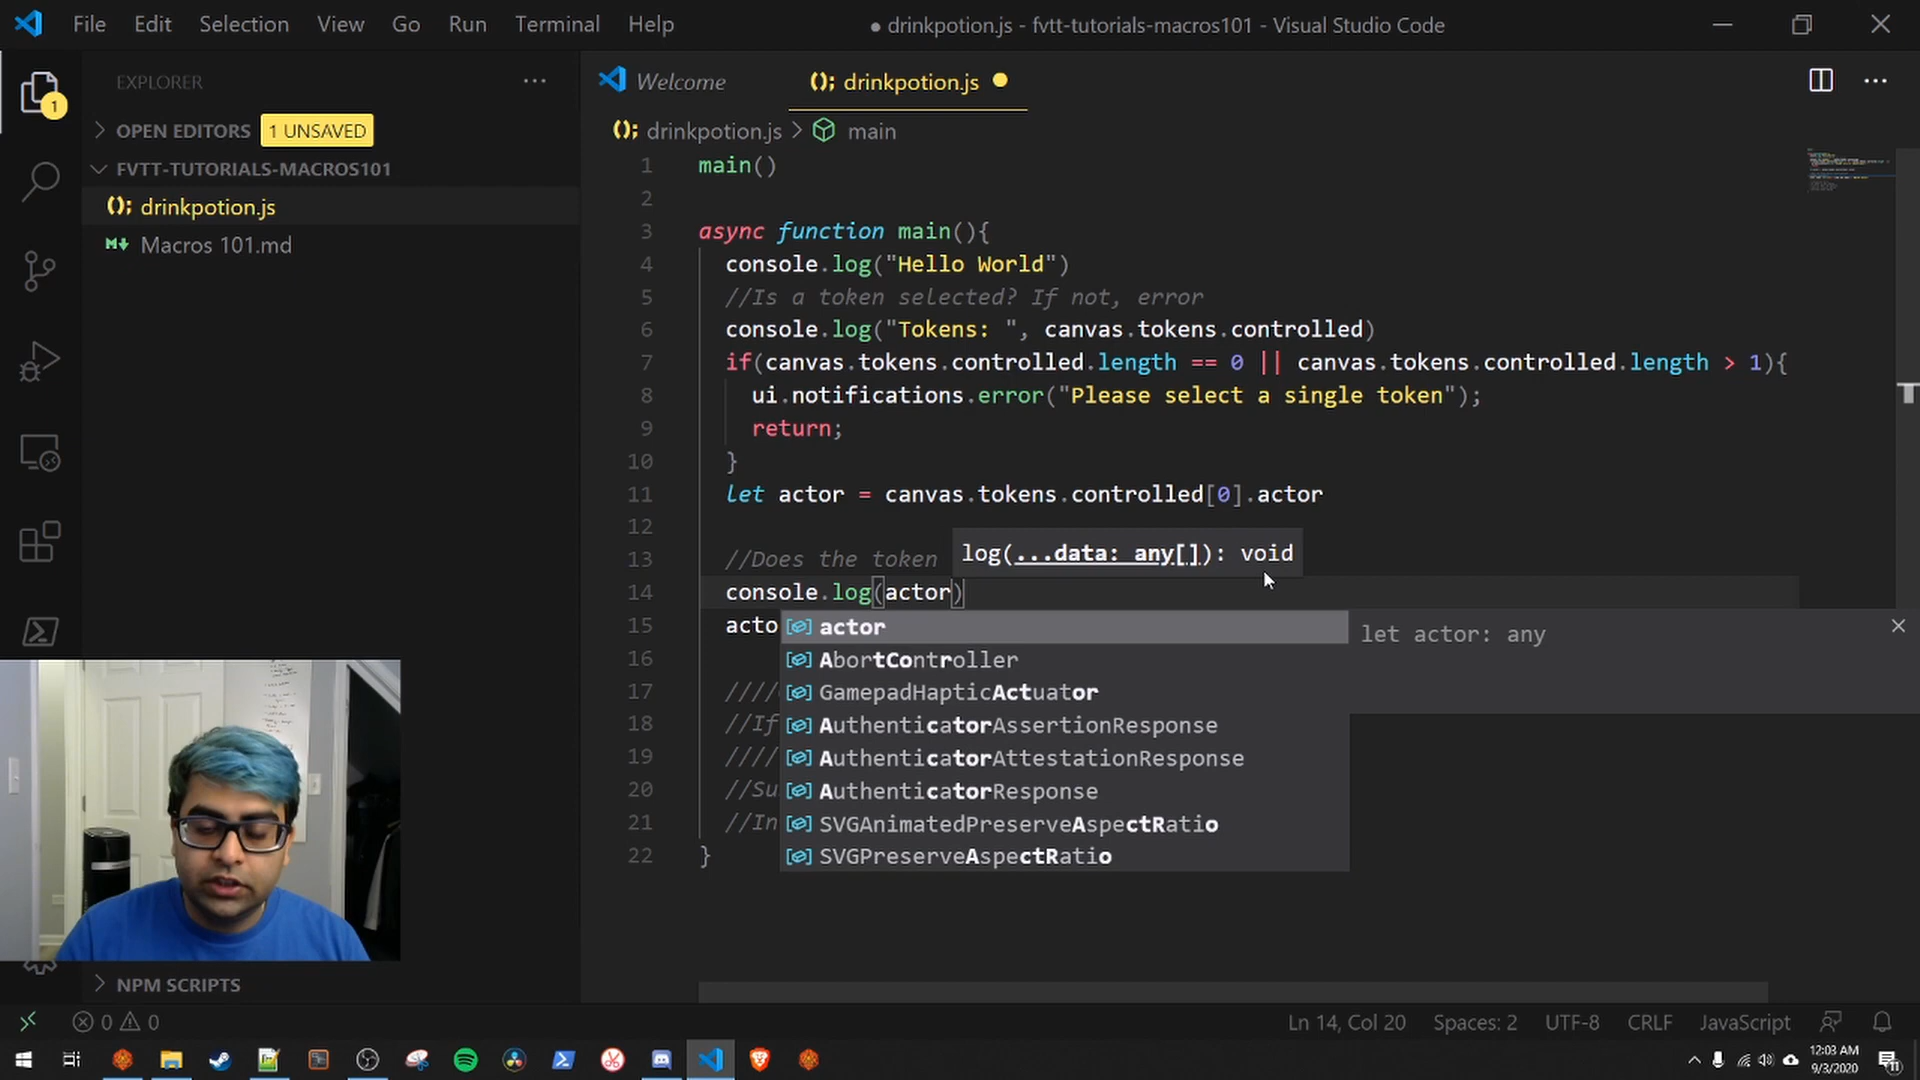 File Edit Selection View Go Run Terminal Help
● drinkpotion.js - fvtt-tutorials-macros101 - Visual Studio Code
EXPLORER
1
OPEN EDITORS 1 UNSAVED
FVTT-TUTORIALS-MACROS101
drinkpotion.js
Macros 101.md
NPM SCRIPTS
Welcome
drinkpotion.js
drinkpotion.js > main
1 main()
2
3 async function main(){
4 console.log("Hello World")
5 //Is a token selected? If not, error
6 console.log("Tokens: ", canvas.tokens.controlled)
7 if(canvas.tokens.controlled.length == 0 || canvas.tokens.controlled.length > 1){
8 ui.notifications.error("Please select a single token");
9 return;
10 }
11 let actor = canvas.tokens.controlled[0].actor
12
log(...data: any[]): void
13 //Does the token
14 console.log(actor)
15 acto
16
17 ////
18 //If
19 ////
20 //Su
21 //In
22 }
actor
let actor: any
AbortController
GamepadHapticActuator
AuthenticatorAssertionResponse
AuthenticatorAttestationResponse
AuthenticatorResponse
SVGAnimatedPreserveAspectRatio
SVGPreserveAspectRatio
0 0
Ln 14, Col 20 Spaces: 2 UTF-8 CRLF JavaScript
12:03 AM
9/3/2020